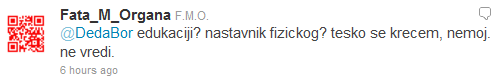 Fata_M_Organa F.M.O.
@DedaBor edukaciji? nastavnik fizickog? tesko se krecem, nemoj.
ne vredi.
6 hours ago